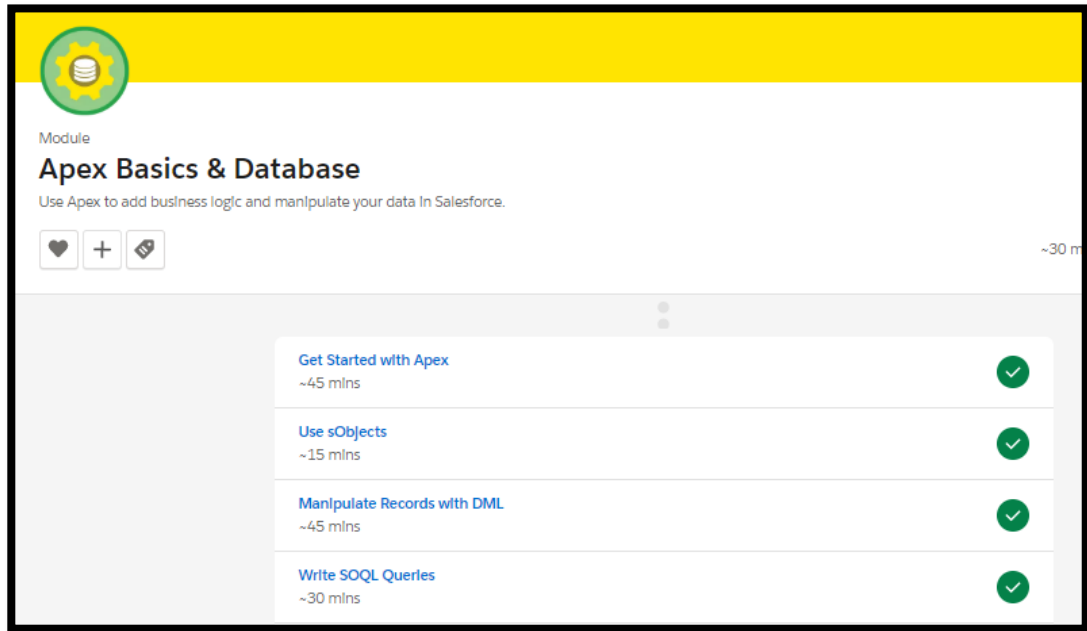 Module
Apex Basics & Database
Use Apex to add business logic and manipulate your data in Salesforce.
~30 m
Get Started with Apex
~45 mins
Use sObjects
~15 mins
Manipulate Records with DML
~45 mins
Write SOQL Queries
~30 mins